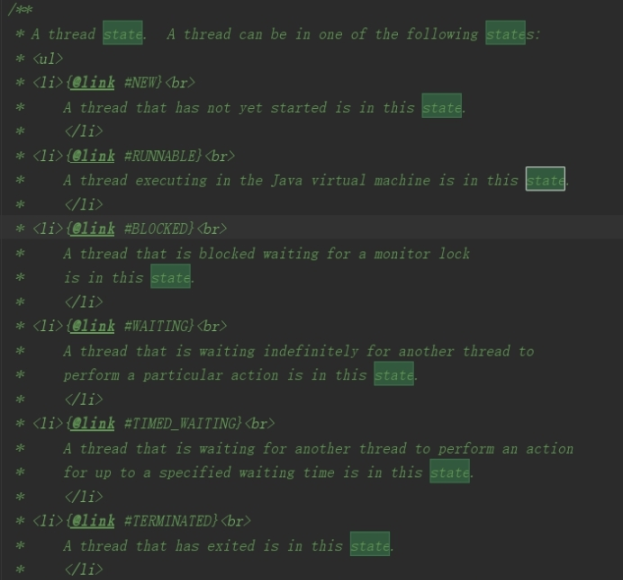 /**
* A thread state.  A thread can be in one of the following states:
* <ul>
* <li>{@link #NEW}<br>
*     A thread that has not yet started is in this state.
*     </li>
* <li>{@link #RUNNABLE}<br>
*     A thread executing in the Java virtual machine is in this state.
*     </li>
* <li>{@link #BLOCKED}<br>
*     A thread that is blocked waiting for a monitor lock
*     is in this state.
*     </li>
* <li>{@link #WAITING}<br>
*     A thread that is waiting indefinitely for another thread to
*     perform a particular action is in this state.
*     </li>
* <li>{@link #TIMED_WAITING}<br>
*     A thread that is waiting for another thread to perform an action
*     for up to a specified waiting time is in this state.
*     </li>
* <li>{@link #TERMINATED}<br>
*     A thread that has exited is in this state.
*     </li>